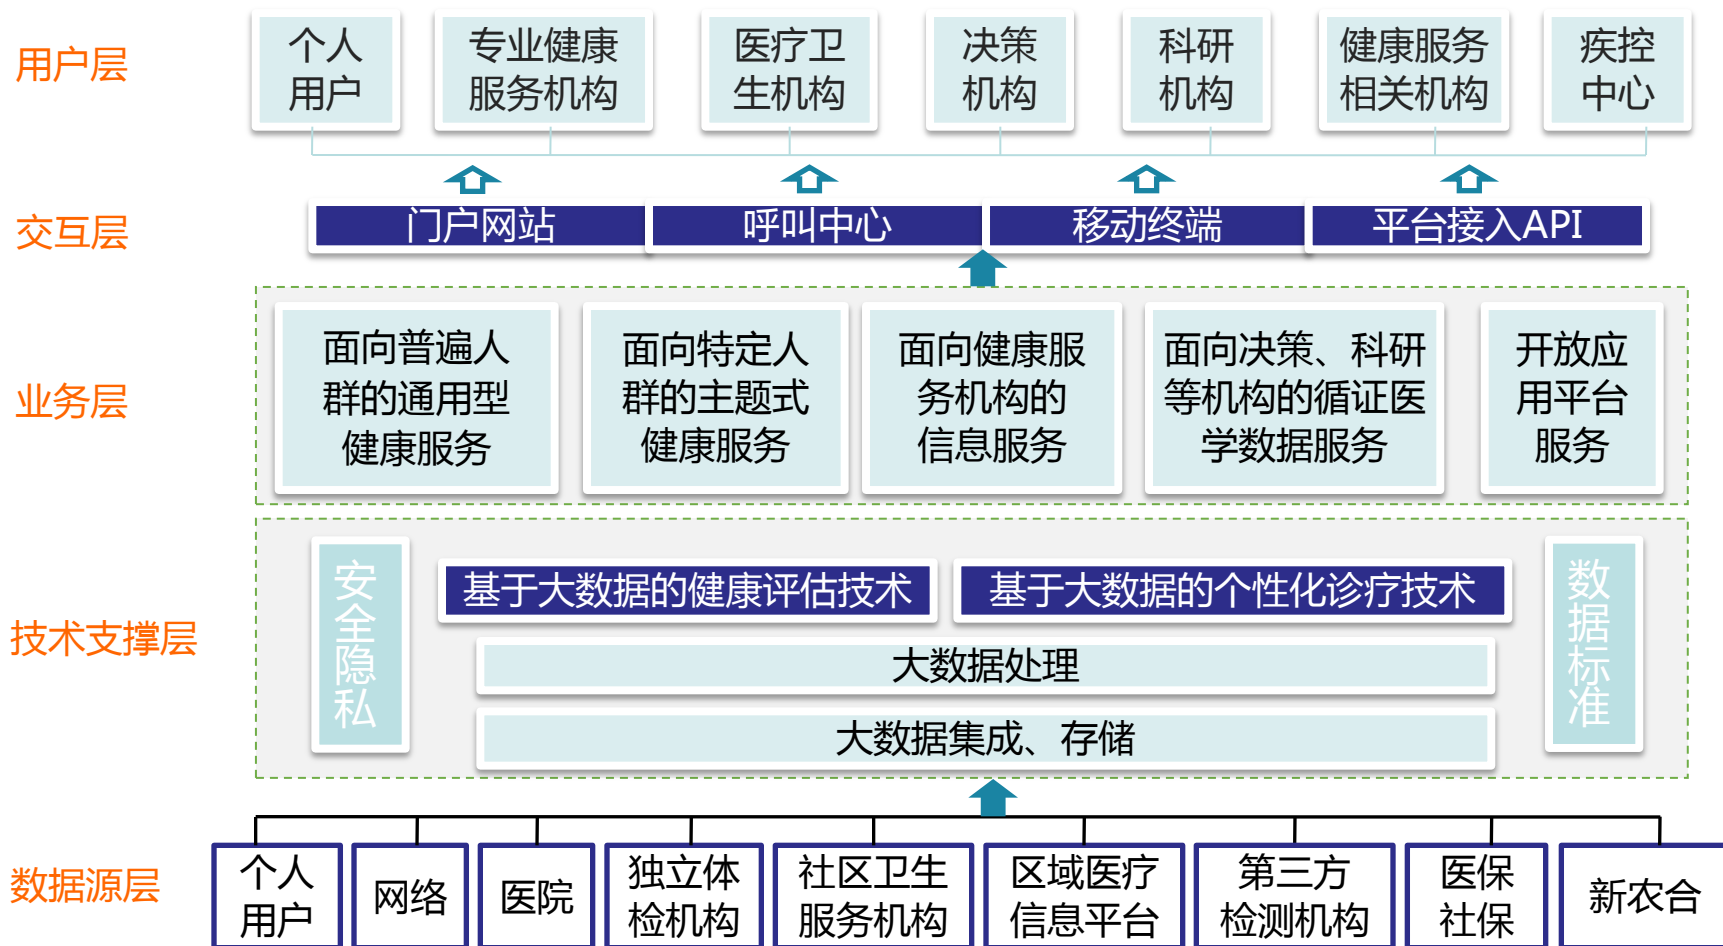 用户层
个人
用户
专业健康
服务机构
医疗卫
生机构
决策
机构
科研
机构
健康服务
相关机构
疾控
中心
交互层
门户网站
呼叫中心
移动终端
平台接入API
业务层
面向普遍人
群的通用型
健康服务
面向特定人
群的主题式
健康服务
面向健康服
务机构的
信息服务
面向决策、科研
等机构的循证医
学数据服务
开放应
用平台
服务
技术支撑层
安全隐私
基于大数据的健康评估技术
基于大数据的个性化诊疗技术
大数据处理
大数据集成、存储
数据标准
数据源层
个人
用户
网络
医院
独立体
检机构
社区卫生
服务机构
区域医疗
信息平台
第三方
检测机构
医保
社保
新农合